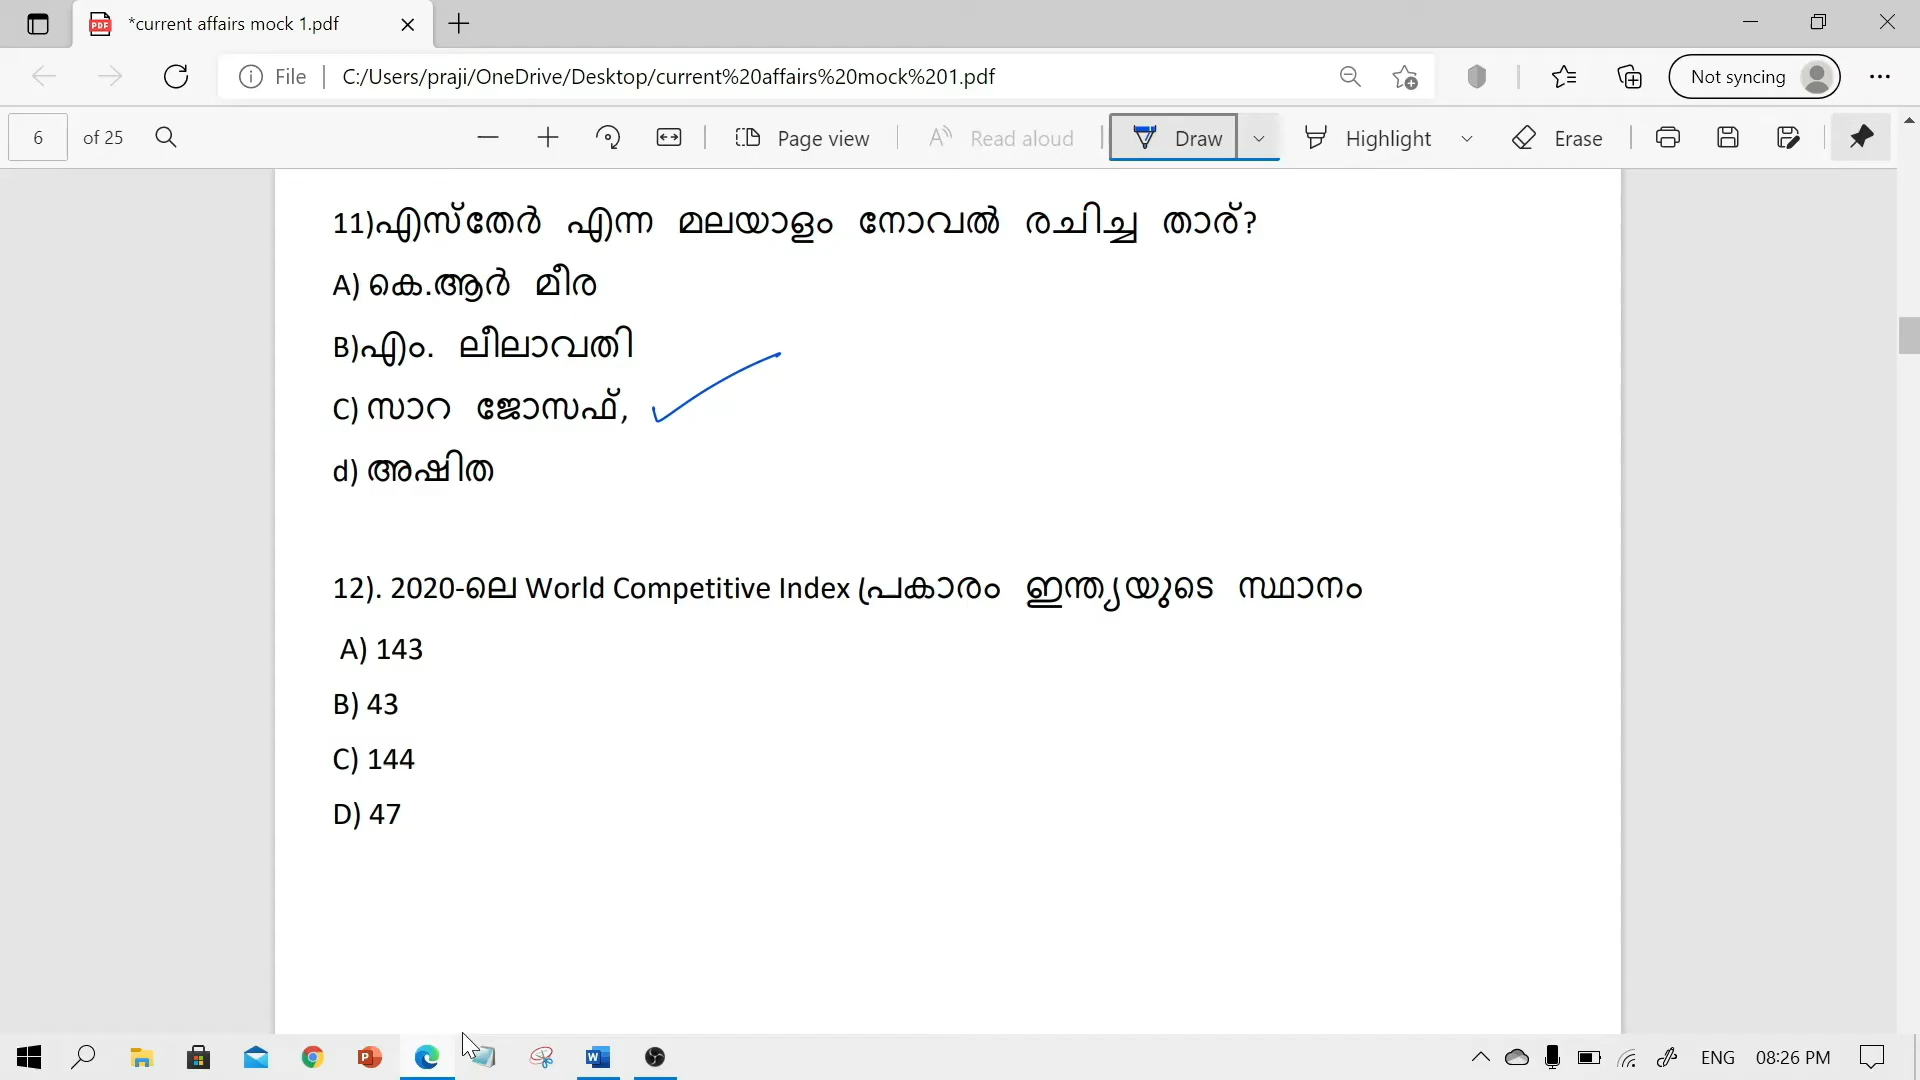 *current affairs mock 1.pdf
File
C:/Users/praji/OneDrive/Desktop/current%20affairs%20mock%201.pdf
Not syncing
6 of 25
Page view
Read aloud
Draw
Highlight
Erase
11)എസ്തേർ എന്ന മലയാളം നോവൽ രചിച്ച താര്?
A) കെ.ആർ മീര
B)എം. ലീലാവതി
C) സാറ ജോസഫ്,
d) അഷിത
12). 2020-ലെ World Competitive Index പ്രകാരം ഇന്ത്യയുടെ സ്ഥാനം
A) 143
B) 43
C) 144
D) 47
ENG 08:26 PM